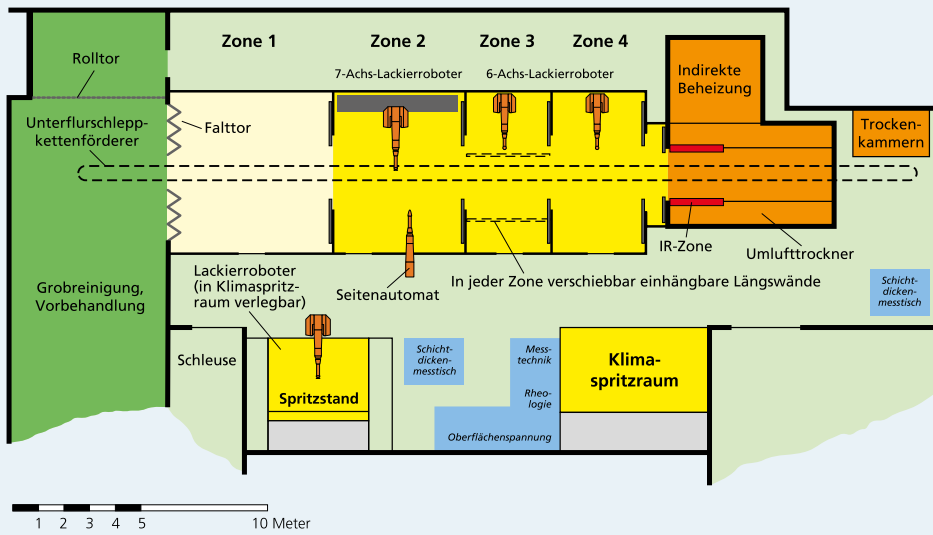 Zone 1
Zone 2
Zone 3
Zone 4
Rolltor
7-Achs-Lackierroboter
6-Achs-Lackierroboter
Indirekte
Beheizung
Unterflurschlepp-
kettenförderer
Falttor
Trocken-
kammern
IR-Zone
Umlufttrockner
Lackierroboter
(in Klimaspritz-
raum verlegbar)
Seitenautomat
In jeder Zone verschiebbar einhängbare Längswände
Grobreinigung,
Vorbehandlung
Schicht-
dicken-
messtisch
Schleuse
Schicht-
dicken-
messtisch
Mess-
technik
Klima-
spritzraum
Spritzstand
Rheo-
logie
Oberflächenspannung
1 2 3 4 5 10 Meter